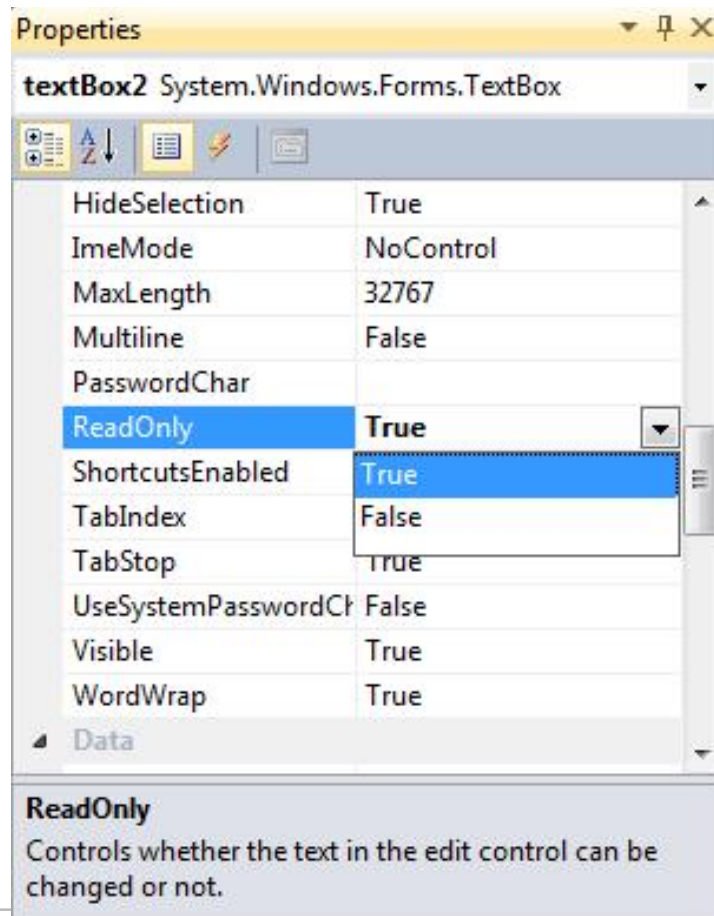 Properties
textBox2 System.Windows.Forms.TextBox
A
Z
HideSelection True
ImeMode NoControl
MaxLength 32767
Multiline False
PasswordChar
ReadOnly True
ShortcutsEnabled True
TabIndex False
TabStop True
UseSystemPasswordCh False
Visible True
WordWrap True
Data
ReadOnly
Controls whether the text in the edit control can be
changed or not.